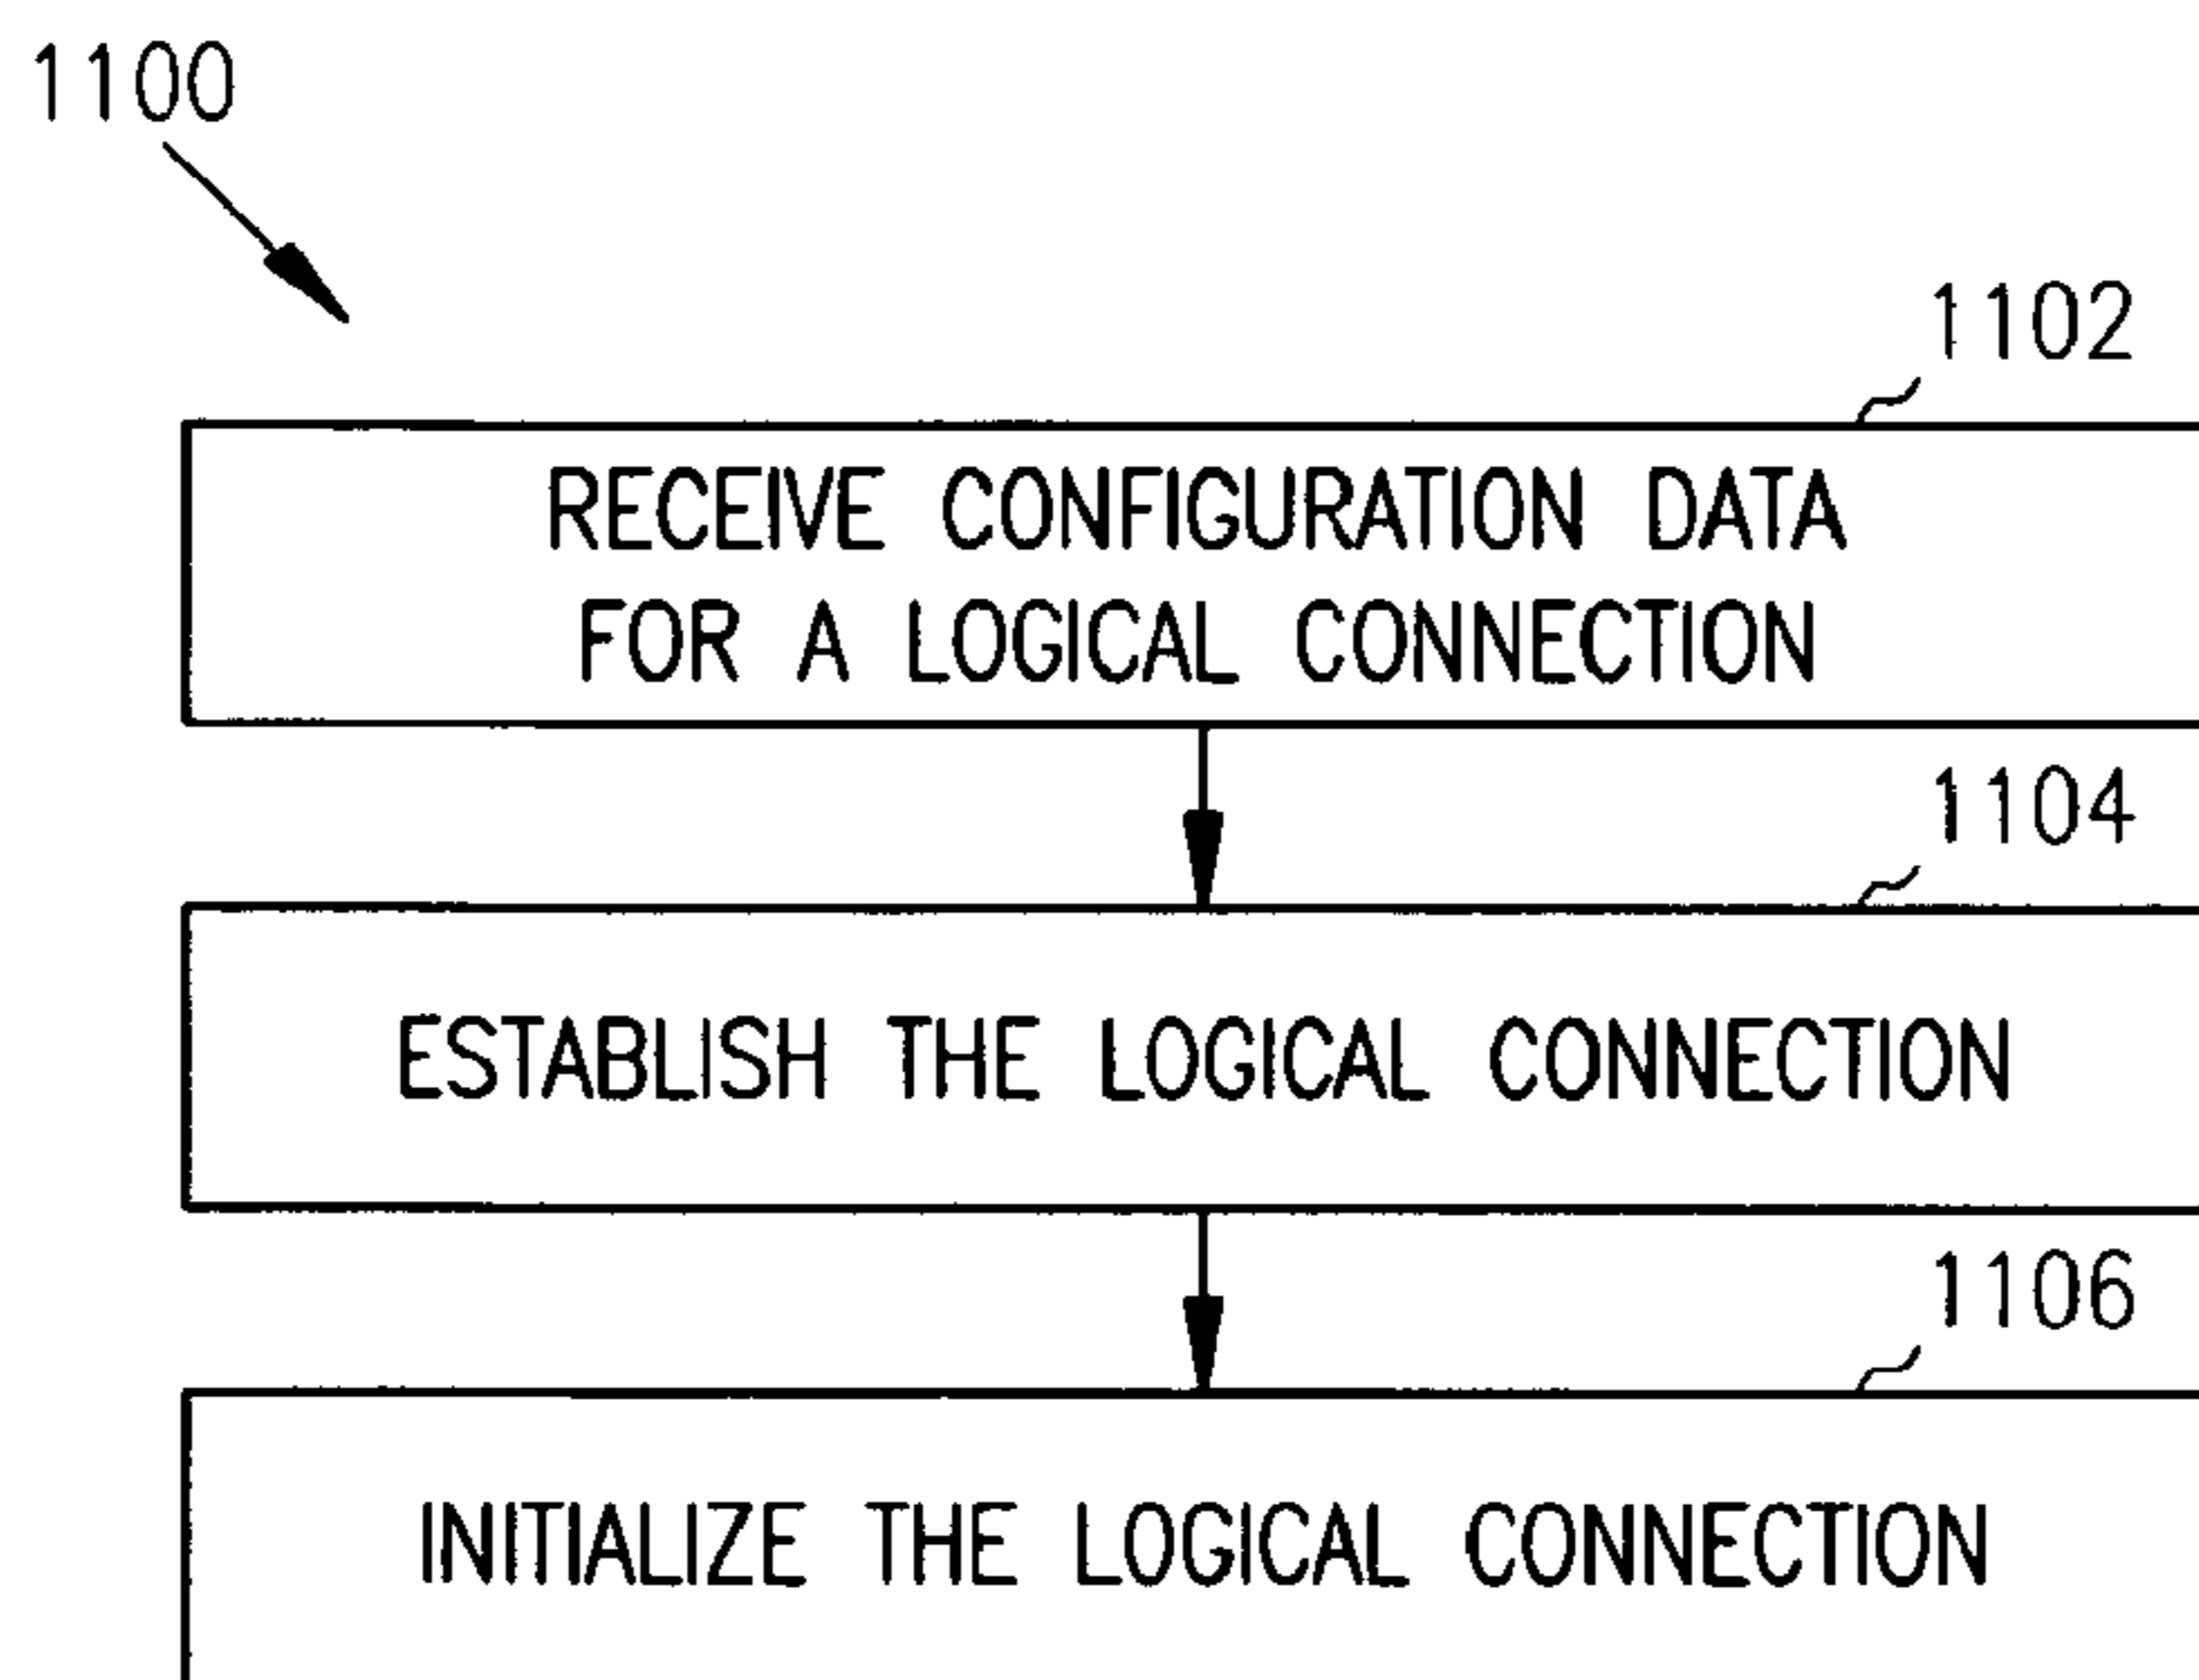 1100
1102
RECEIVE CONFIGURATION DATA
FOR A LOGICAL CONNECTION
1104
ESTABLISH THE LOGICAL CONNECTION
1106
INITIALIZE THE LOGICAL CONNECTION